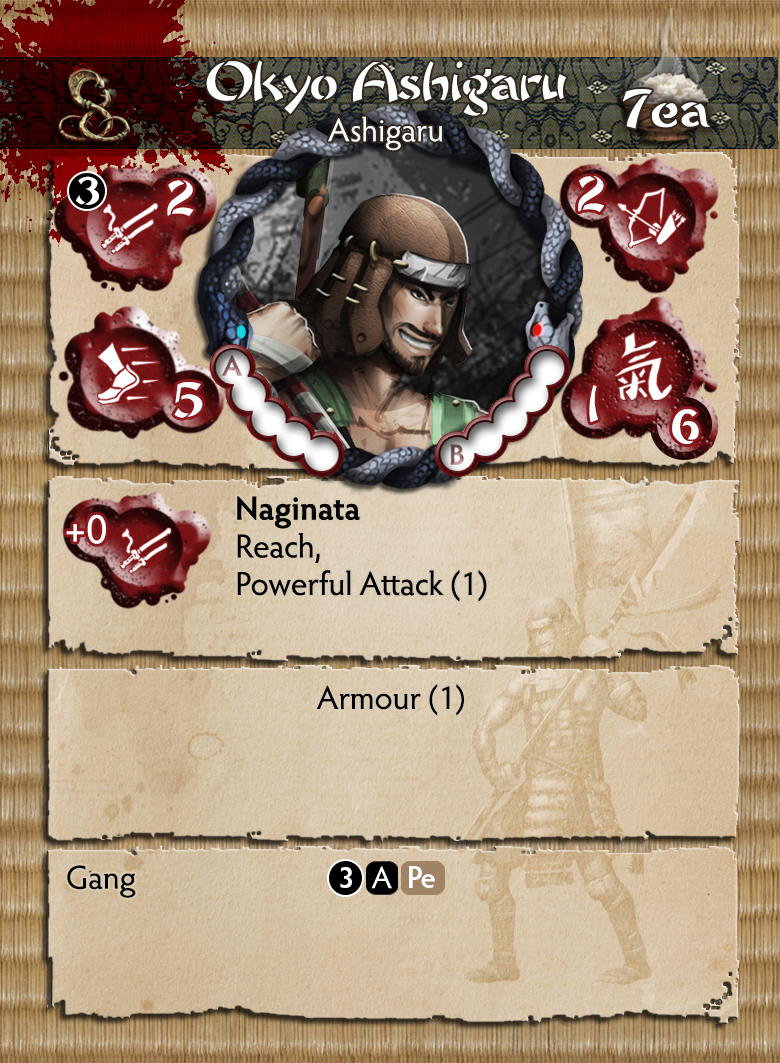 Okyo Ashigaru
7ea
Ashigaru
3 2
2
5
氣
1 6
A
B
+0
Naginata
Reach,
Powerful Attack (1)
Armour (1)
Gang
3 A Pe